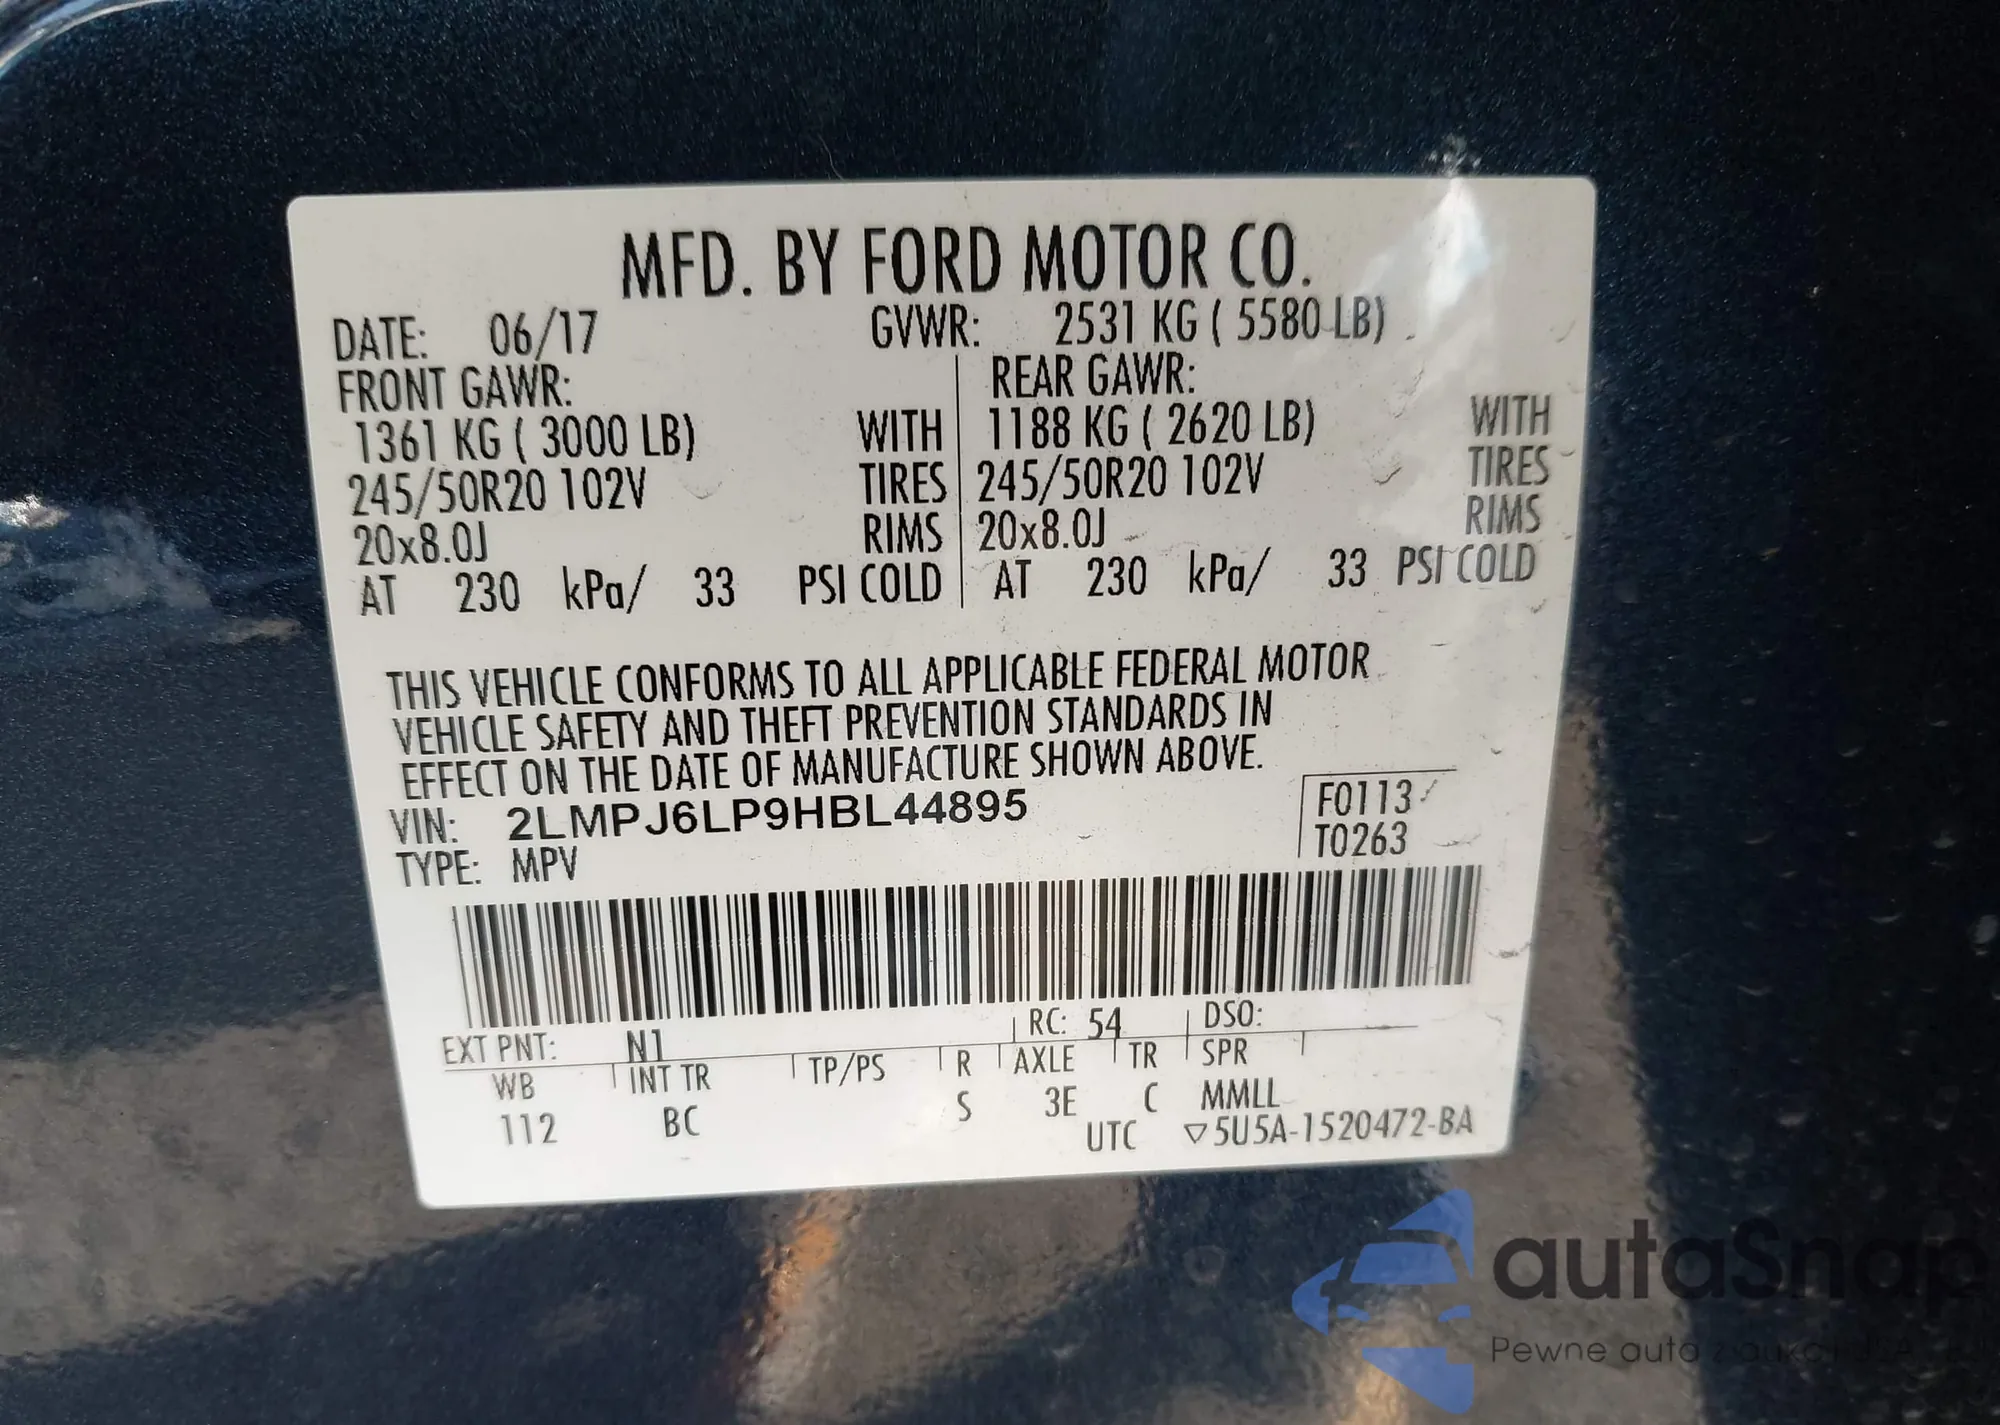 MFD. BY FORD MOTOR CO.
DATE: 06/17 GVWR: 2531 KG ( 5580 LB)
FRONT GAWR: REAR GAWR:
1361 KG ( 3000 LB) WITH 1188 KG ( 2620 LB) WITH
245/50R20 102V TIRES 245/50R20 102V TIRES
20x8.0J RIMS 20x8.0J RIMS
AT 230 kPa/ 33 PSI COLD AT 230 kPa/ 33 PSI COLD
THIS VEHICLE CONFORMS TO ALL APPLICABLE FEDERAL MOTOR
VEHICLE SAFETY AND THEFT PREVENTION STANDARDS IN
EFFECT ON THE DATE OF MANUFACTURE SHOWN ABOVE.
VIN: 2LMPJ6LP9HBL44895 F0113
TYPE: MPV T0263
EXT PNT: N1 RC: 54 DSO:
WB INT TR TP/PS R AXLE TR SPR
112 BC S 3E C MMLL
UTC ▽5U5A-1520472-BA
autaSnap
Pewne auta z